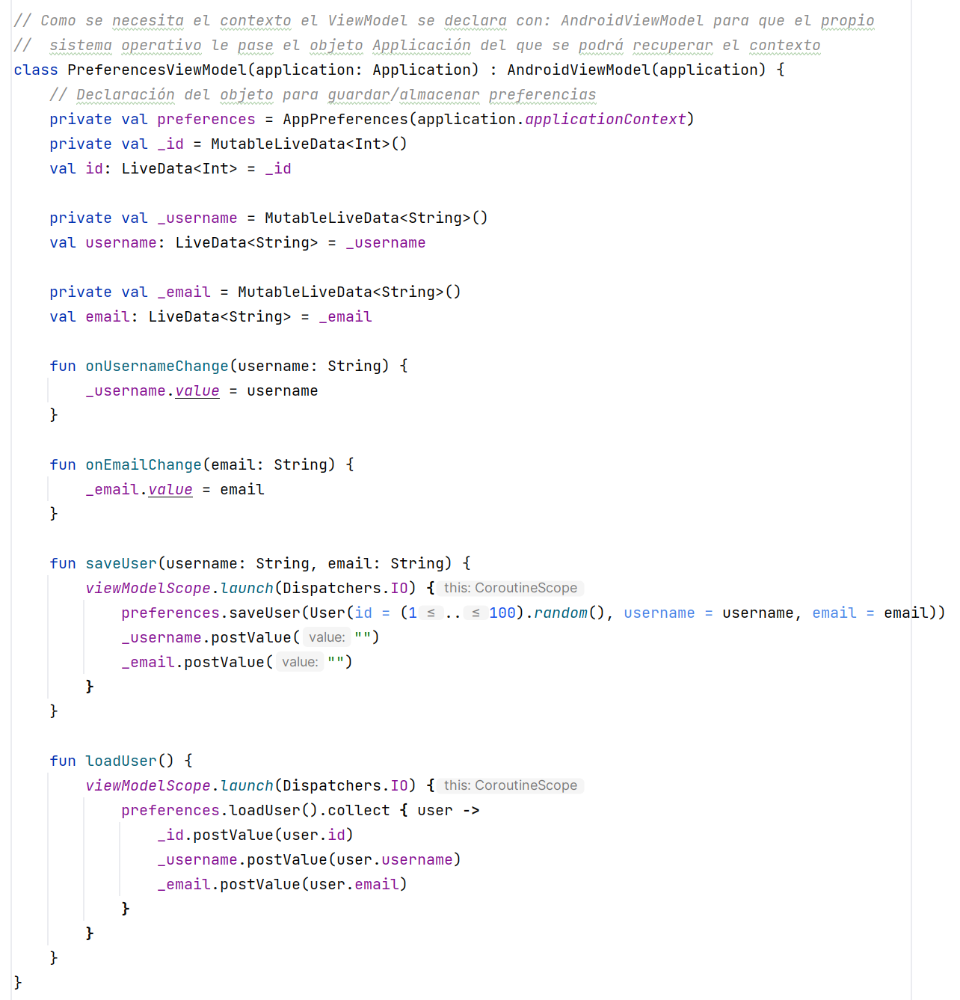 // Como se necesita el contexto el ViewModel se declara con: AndroidViewModel para que el propio
//  sistema operativo le pase el objeto Applicación del que se podrá recuperar el contexto
class PreferencesViewModel(application: Application) : AndroidViewModel(application) {
    // Declaración del objeto para guardar/almacenar preferencias
    private val preferences = AppPreferences(application.applicationContext)
    private val _id = MutableLiveData<Int>()
    val id: LiveData<Int> = _id

    private val _username = MutableLiveData<String>()
    val username: LiveData<String> = _username

    private val _email = MutableLiveData<String>()
    val email: LiveData<String> = _email

    fun onUsernameChange(username: String) {
        _username.value = username
    }

    fun onEmailChange(email: String) {
        _email.value = email
    }

    fun saveUser(username: String, email: String) {
        viewModelScope.launch(Dispatchers.IO) { this: CoroutineScope
            preferences.saveUser(User(id = (1 ≤ .. ≤ 100).random(), username = username, email = email))
            _username.postValue( value: "")
            _email.postValue( value: "")
        }
    }

    fun loadUser() {
        viewModelScope.launch(Dispatchers.IO) { this: CoroutineScope
            preferences.loadUser().collect { user ->
                _id.postValue(user.id)
                _username.postValue(user.username)
                _email.postValue(user.email)
            }
        }
    }
}